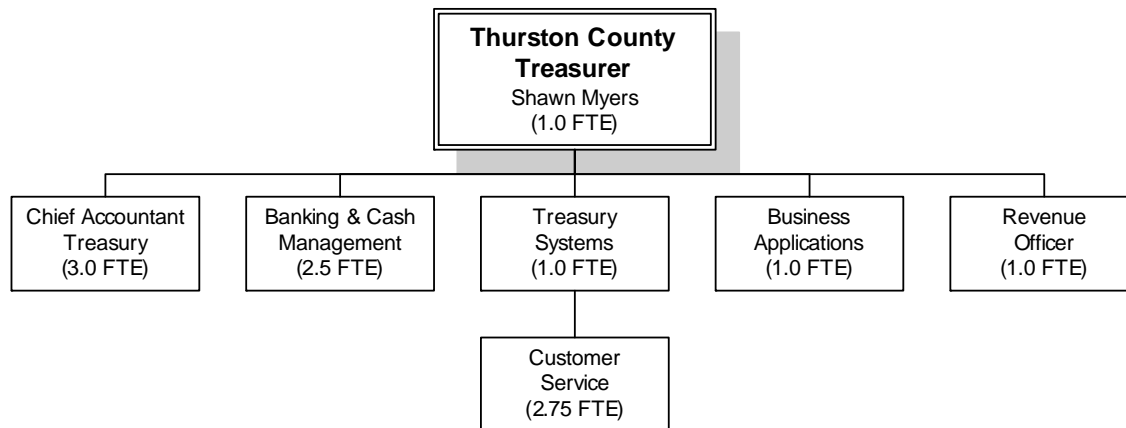 Thurston County
Treasurer
Shawn Myers
(1.0 FTE)
Chief Accountant
Treasury
(3.0 FTE)
Banking & Cash
Management
(2.5 FTE)
Treasury
Systems
(1.0 FTE)
Business
Applications
(1.0 FTE)
Revenue
Officer
(1.0 FTE)
Customer
Service
(2.75 FTE)